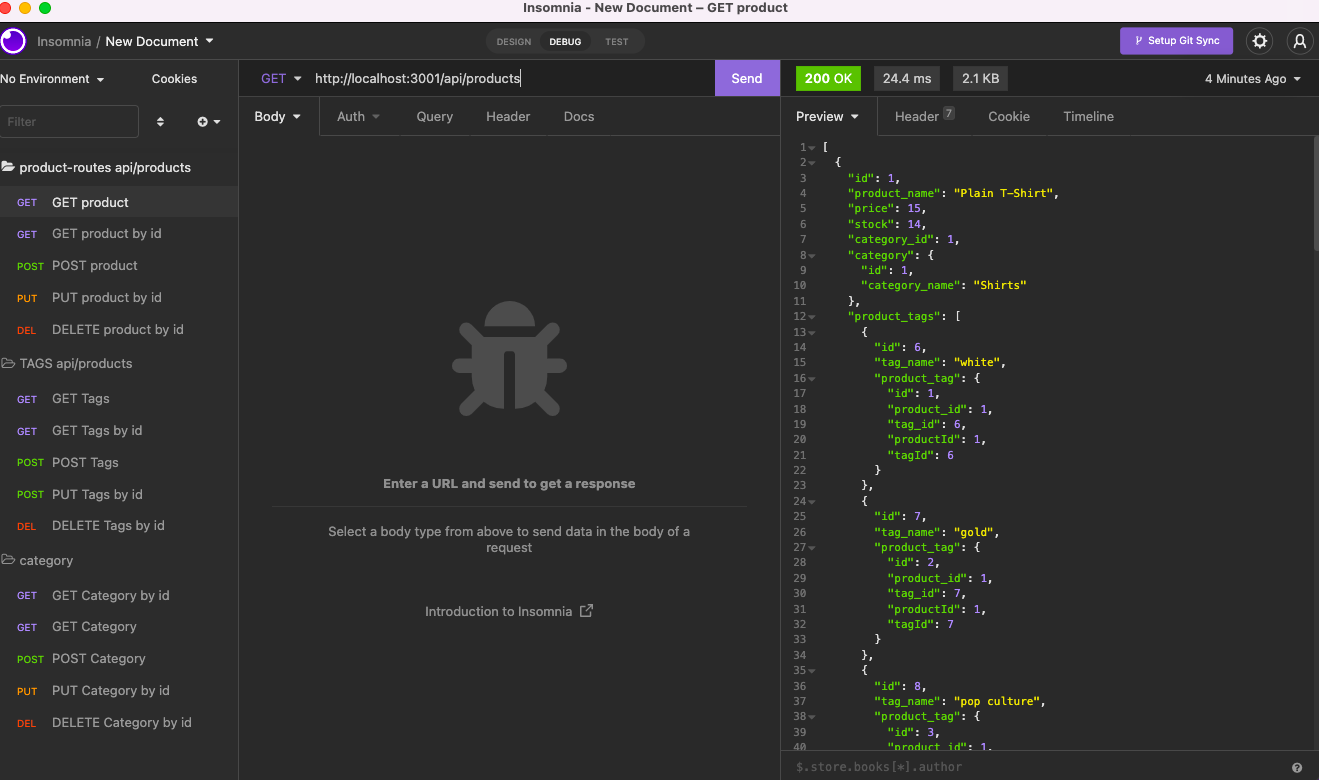 Insomnia - New Document – GET product
Insomnia / New Document
DESIGN DEBUG TEST
Setup Git Sync
No Environment Cookies
GET http://localhost:3001/api/products Send
200 OK 24.4 ms 2.1 KB 4 Minutes Ago
Filter
Body Auth Query Header Docs
Preview Header 7 Cookie Timeline
product-routes api/products
GET GET product
GET GET product by id
POST POST product
PUT PUT product by id
DEL DELETE product by id
TAGS api/products
GET GET Tags
GET GET Tags by id
POST POST Tags
POST PUT Tags by id
DEL DELETE Tags by id
category
GET GET Category by id
GET GET Category
POST POST Category
PUT PUT Category by id
DEL DELETE Category by id
Enter a URL and send to get a response
Select a body type from above to send data in the body of a
request
Introduction to Insomnia
1 [
2 {
3 "id": 1,
4 "product_name": "Plain T-Shirt",
5 "price": 15,
6 "stock": 14,
7 "category_id": 1,
8 "category": {
9 "id": 1,
10 "category_name": "Shirts"
11 },
12 "product_tags": [
13 {
14 "id": 6,
15 "tag_name": "white",
16 "product_tag": {
17 "id": 1,
18 "product_id": 1,
19 "tag_id": 6,
20 "productId": 1,
21 "tagId": 6
22 }
23 },
24 {
25 "id": 7,
26 "tag_name": "gold",
27 "product_tag": {
28 "id": 2,
29 "product_id": 1,
30 "tag_id": 7,
31 "productId": 1,
32 "tagId": 7
33 }
34 },
35 {
36 "id": 8,
37 "tag_name": "pop culture",
38 "product_tag": {
39 "id": 3,
40 "product_id": 1,
$.store.books[*].author